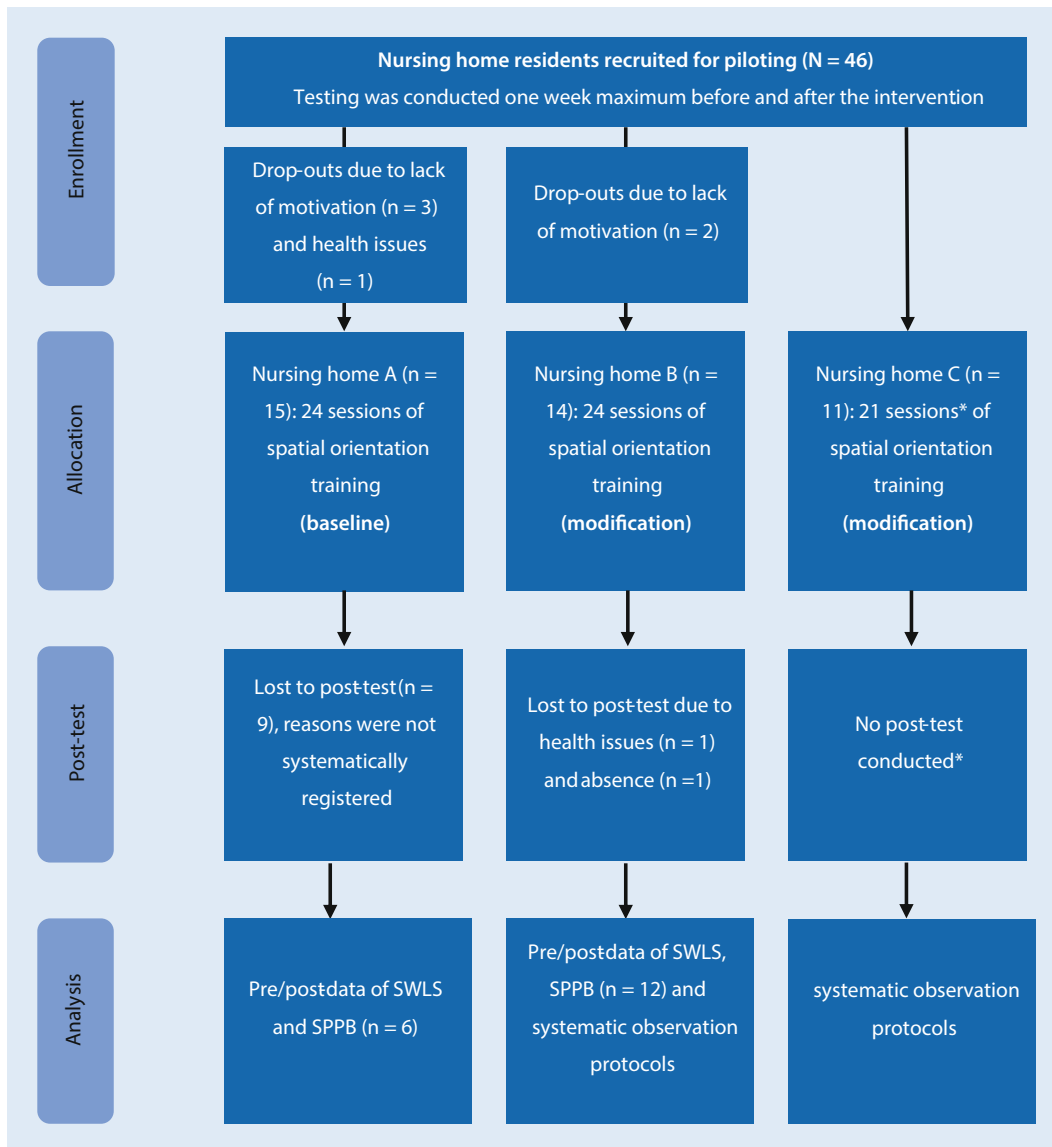 Enrollment
Nursing home residents recruited for piloting (N = 46)
Testing was conducted one week maximum before and after the intervention
Drop-outs due to lack
of motivation (n = 3)
and health issues
(n = 1)
Drop-outs due to lack
of motivation (n = 2)
Allocation
Nursing home A (n =
15): 24 sessions of
spatial orientation
training
(baseline)
Nursing home B (n =
14): 24 sessions of
spatial orientation
training
(modification)
Nursing home C (n =
11): 21 sessions* of
spatial orientation
training
(modification)
Post-test
Lost to post-test (n =
9), reasons were not
systematically
registered
Lost to post-test due to
health issues (n = 1)
and absence (n =1)
No post-test
conducted*
Analysis
Pre/post-data of SWLS
and SPPB (n = 6)
Pre/post-data of SWLS,
SPPB (n = 12) and
systematic observation
protocols
systematic observation
protocols